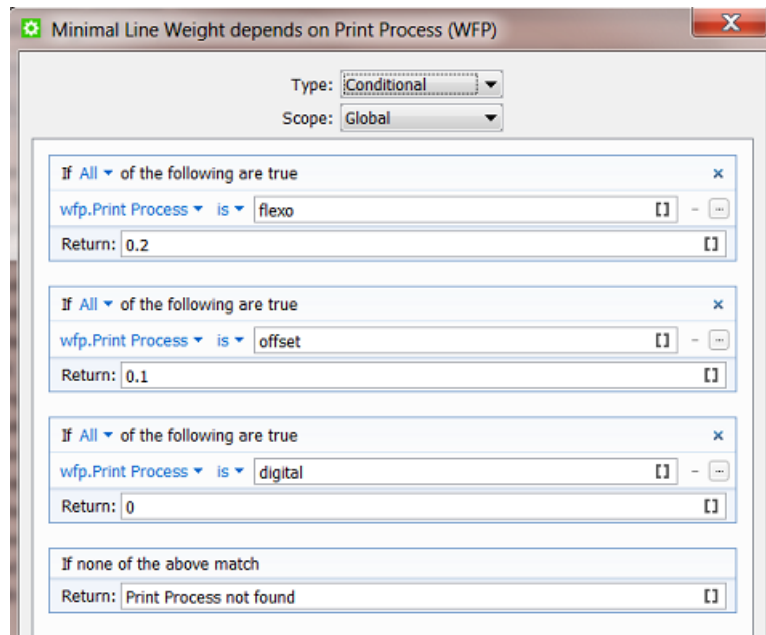 Minimal Line Weight depends on Print Process (WFP)
Type: Conditional
Scope: Global
If All of the following are true
wfp.Print Process is flexo
Return: 0.2
If All of the following are true
wfp.Print Process is offset
Return: 0.1
If All of the following are true
wfp.Print Process is digital
Return: 0
If none of the above match
Return: Print Process not found